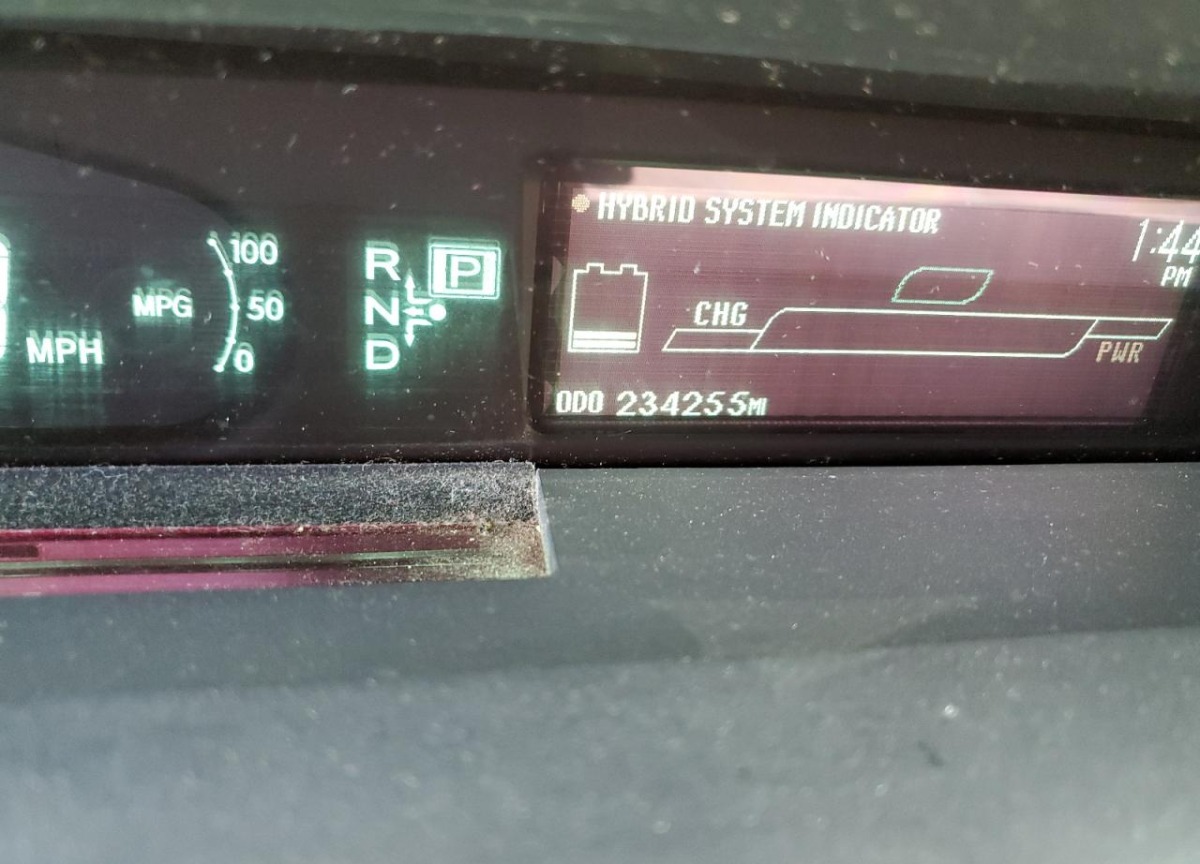 HYBRID SYSTEM INDICATOR
1:44
PM
100
MPG
50
MPH
0
R
P
N
D
CHG
PWR
ODO 234255MI